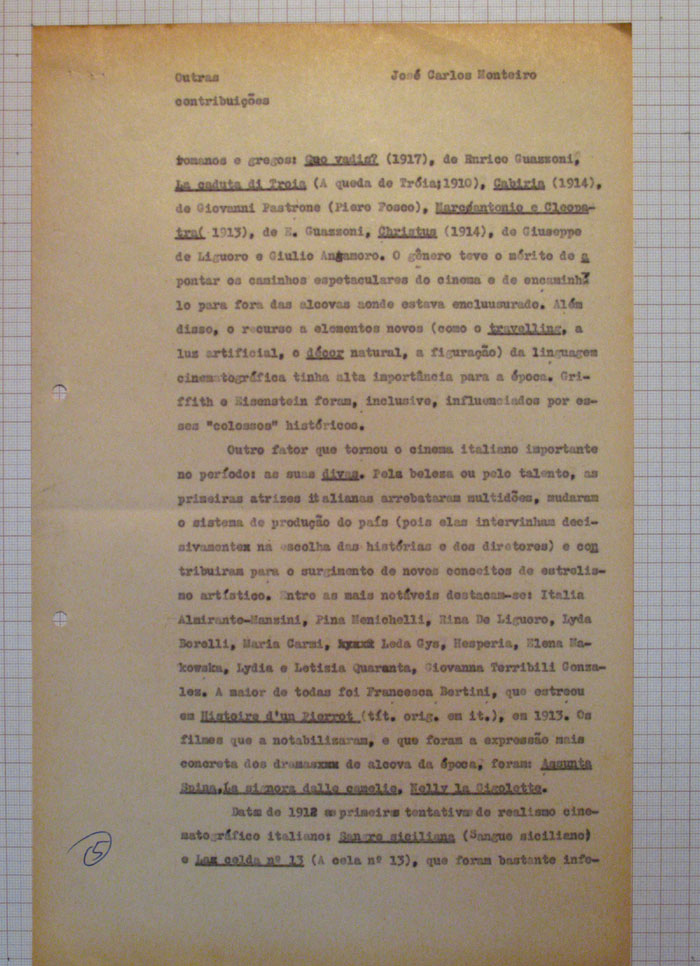 Outras José Carlos Monteiro
contribuições
romanos e gregos: Quo vadis? (1917), de Enrico Guazzoni,
La caduta di Troia (A queda de Tróia;1910), Cabiria (1914),
de Giovanni Pastrone (Piero Fosco), Marcantonio e Cleopa-
tra( 1913), de E. Guazzoni, Christus (1914), de Giuseppe
de Liguoro e Giulio Antamoro. O gênero teve o mérito de a
pontar os caminhos espetaculares do cinema e de encaminhá
lo para fora das alcovas aonde estava encluusurado. Além
disso, o recurso a elementos novos (como o travelling, a
luz artificial, o décor natural, a figuração) da linguagem
cinematográfica tinha alta importância para a época. Gri-
ffith e Eisenstein foram, inclusive, influenciados por es-
ses "colossos" históricos.
Outro fator que tornou o cinema italiano importante
no período: as suas divas. Pela beleza ou pelo talento, as
primeiras atrizes italianas arrebataram multidões, mudaram
o sistema de produção do país (pois elas intervinham deci-
sivamentex na escolha das histórias e dos diretores) e con
tribuiram para o surgimento de novos conceitos de estrelis-
mo artístico. Entre as mais notáveis destacam-se: Italia
Almirante-Manzini, Pina Menichelli, Rina De Liguoro, Lyda
Borelli, Maria Carmi, Leda Gys, Hesperia, Elena Ma-
kowska, Lydia e Letizia Quaranta, Giovanna Terribili Gonza-
les. A maior de todas foi Francesca Bertini, que estreou
em Histoire d'un Pierrot (tít. orig. em it.), em 1913. Os
filmes que a notabilizaram, e que foram a expressão mais
concreta dos dramasxxx de alcova da época, foram: Assunta
Spina,La signora dalle camelie, Nelly la Gigolette.
Data de 1912 a primeira tentativa de realismo cine-
matográfico italiano: Sangre siciliana (Sangue siciliano)
e Lax celda nº 13 (A cela nº 13), que foram bastante infe-
5